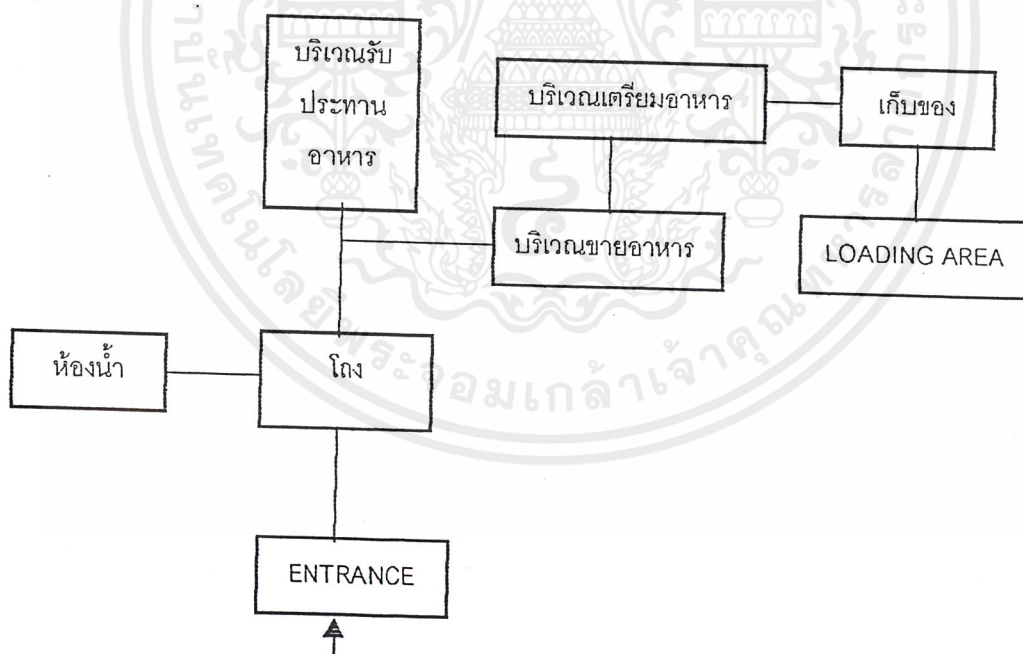 บริเวณรับ
ประทาน
อาหาร
บริเวณเตรียมอาหาร
เก็บของ
บริเวณขายอาหาร
LOADING AREA
ห้องน้ำ
โถง
ENTRANCE